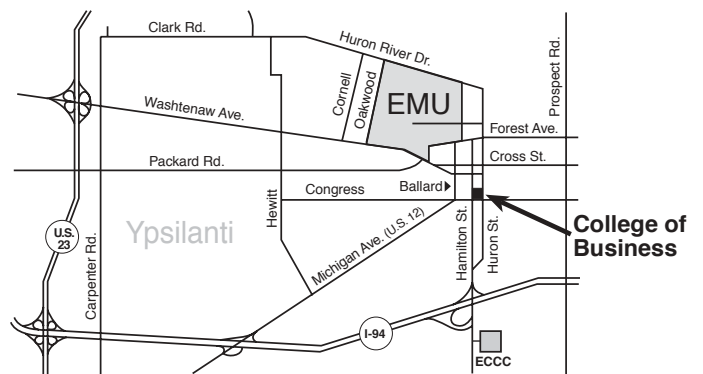 Clark Rd.
Huron River Dr.
Prospect Rd.
Cornell
Oakwood
EMU
Washtenaw Ave.
Forest Ave.
Cross St.
Packard Rd.
Congress
Ballard
Hewitt
U.S.
23
Ypsilanti
Carpenter Rd.
Michigan Ave. (U.S. 12)
Hamilton St.
Huron St.
College of
Business
I-94
ECCC